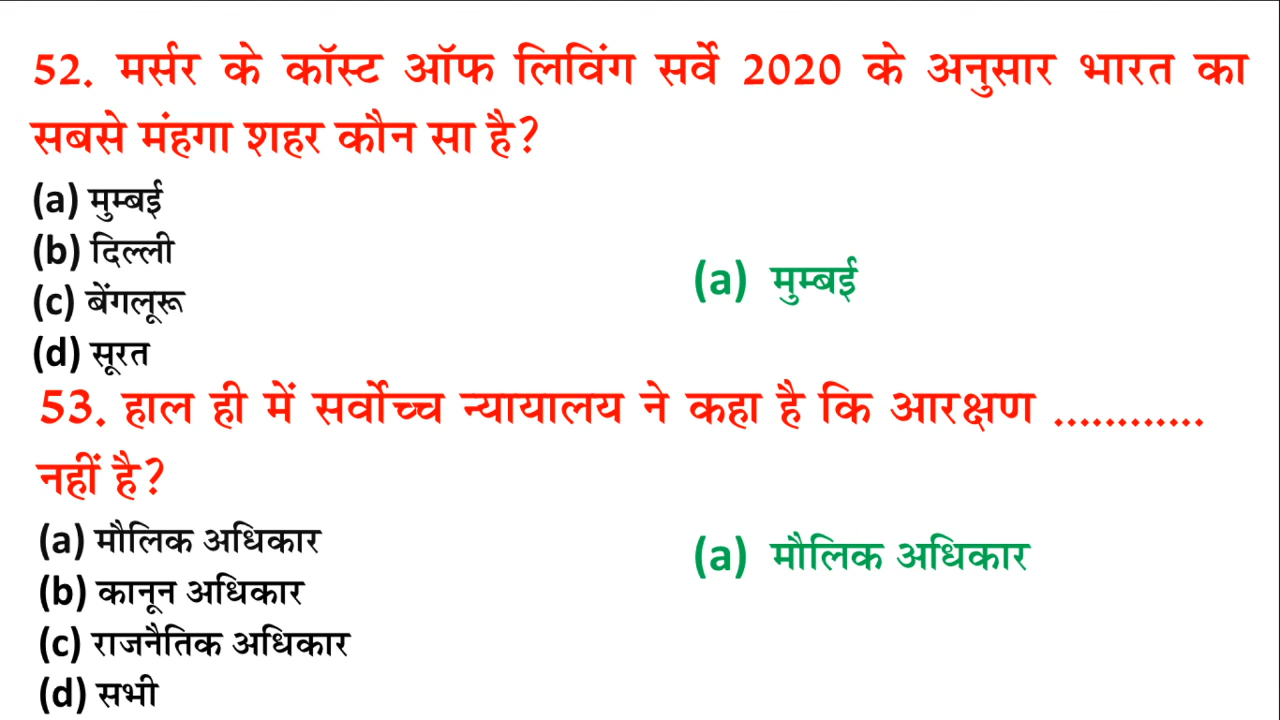 52. मर्सर के कॉस्ट ऑफ लिविंग सर्वे 2020 के अनुसार भारत का
सबसे मंहगा शहर कौन सा है?
(a) मुम्बई
(b) दिल्ली
(c) बेंगलूरू
(d) सूरत
(a) मुम्बई
53. हाल ही में सर्वोच्च न्यायालय ने कहा है कि आरक्षण ............
नहीं है?
(a) मौलिक अधिकार
(b) कानून अधिकार
(c) राजनैतिक अधिकार
(d) सभी
(a) मौलिक अधिकार